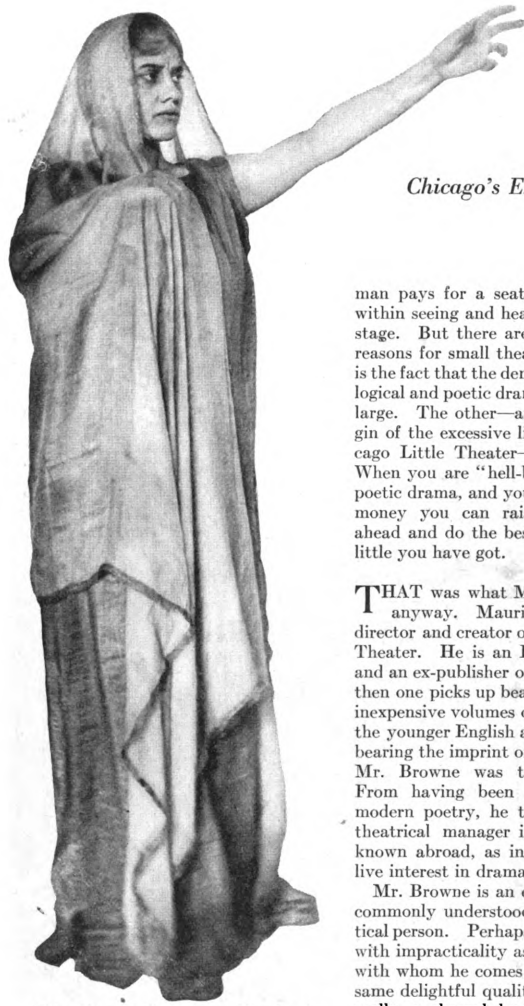 Chicago's E
man pays for a seat
within seeing and hea
stage. But there are
reasons for small thea
is the fact that the der
logical and poetic drar
large. The other—a
gin of the excessive li
cago Little Theater—
When you are "hell-l
poetic drama, and you
money you can rai
ahead and do the bes
little you have got.
THAT was what M
anyway. Mauri
director and creator o
Theater. He is an I
and an ex-publisher o
then one picks up bea
inexpensive volumes o
the younger English a
bearing the imprint o
Mr. Browne was t
From having been
modern poetry, he t
theatrical manager i
known abroad, as in
live interest in drama
Mr. Browne is an e
commonly understood
tical person. Perhap
with impracticality as
with whom he comes
same delightful qualit